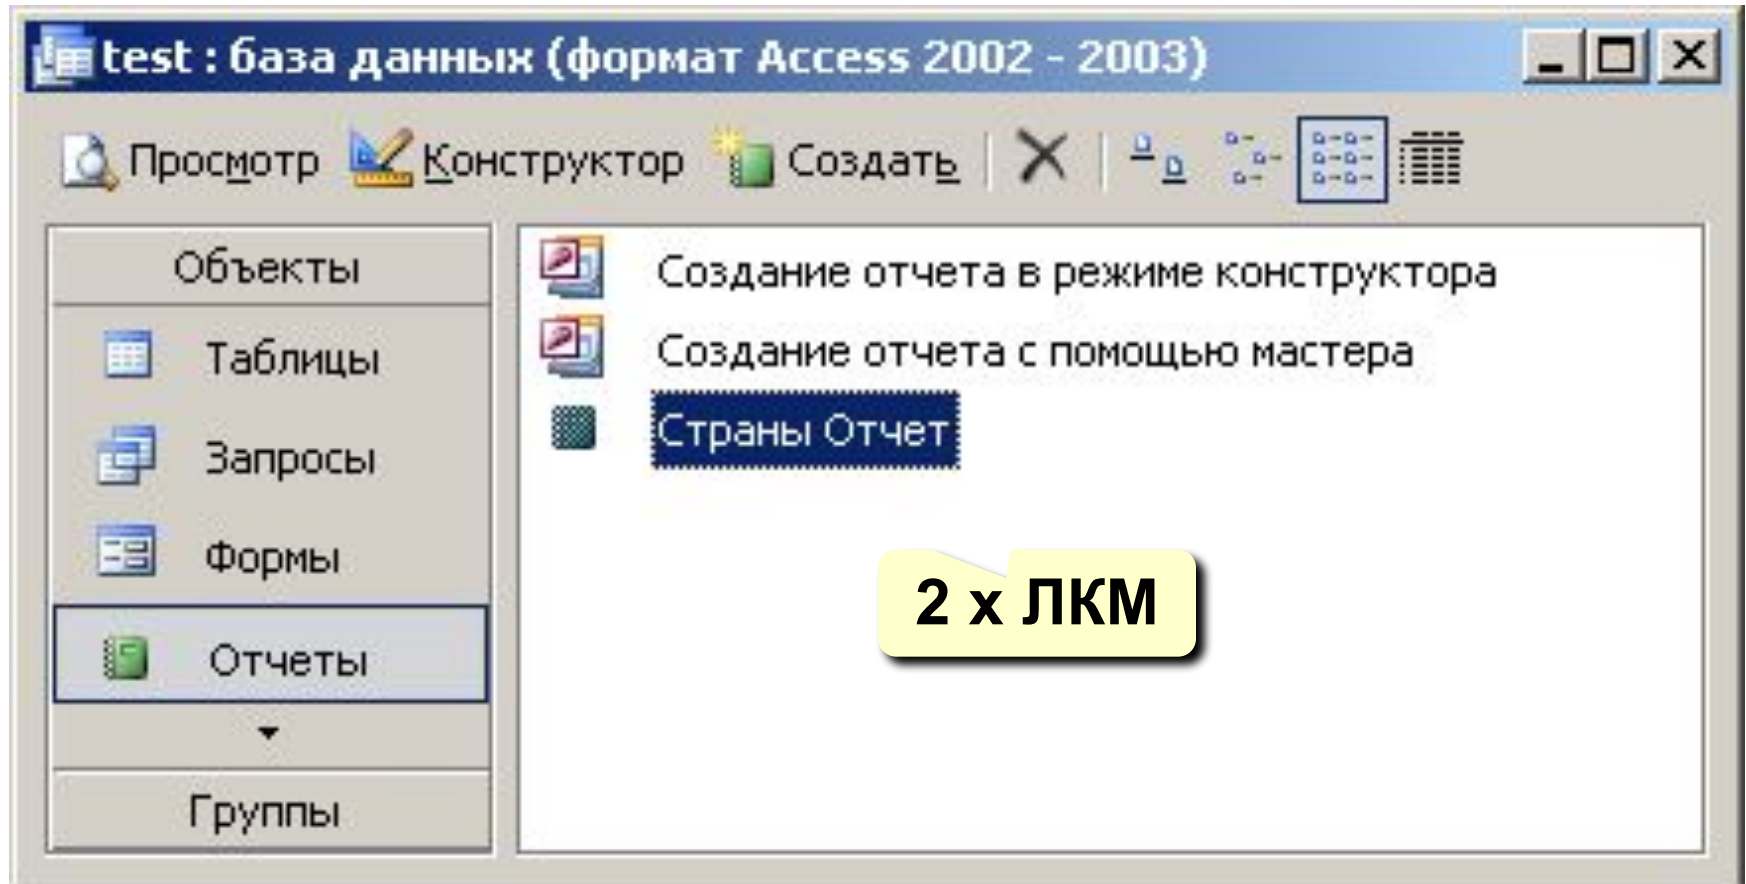 test : база данных (формат Access 2002 - 2003)
Просмотр Конструктор Создать
Объекты
Таблицы
Запросы
Формы
Отчеты
Группы
Создание отчета в режиме конструктора
Создание отчета с помощью мастера
Страны Отчет
2 x ЛКМ